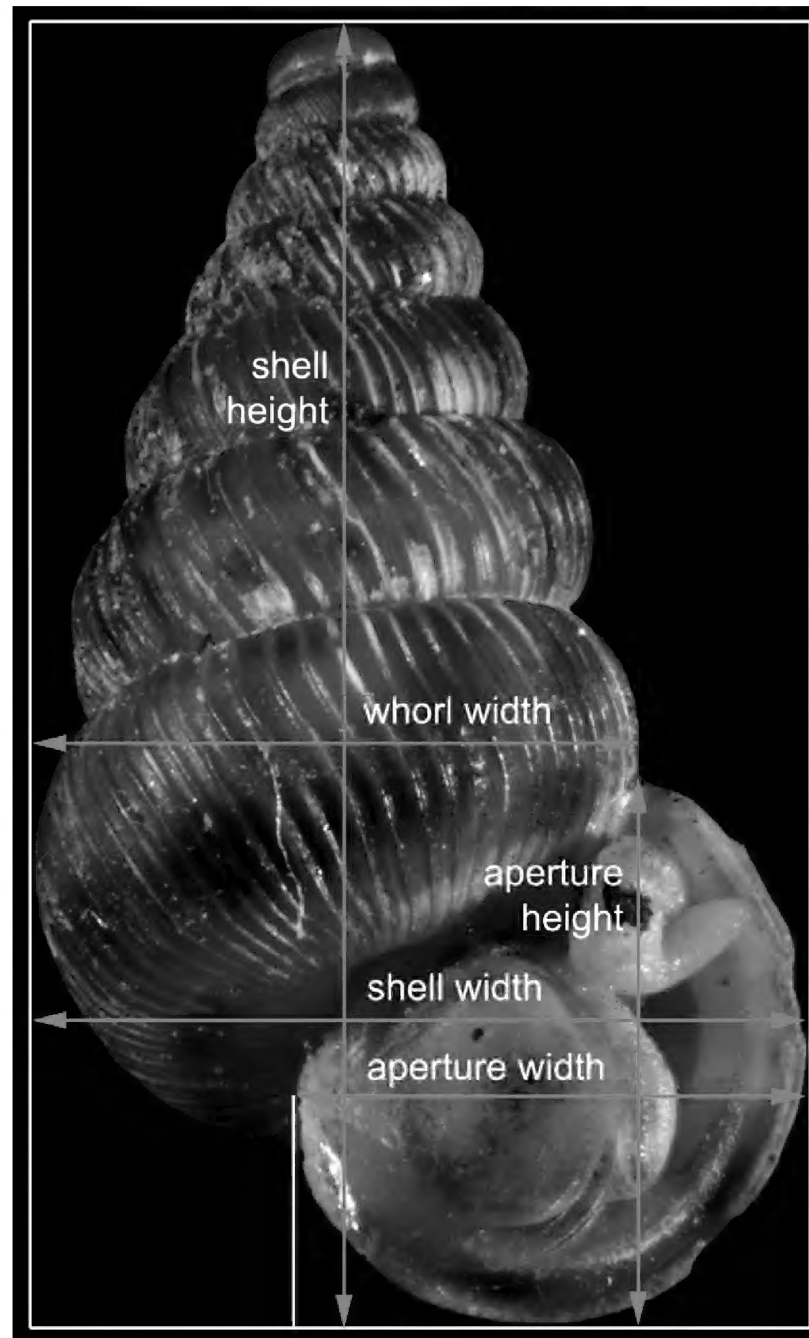 shell
height
whorl width
aperture
height
shell width
aperture width